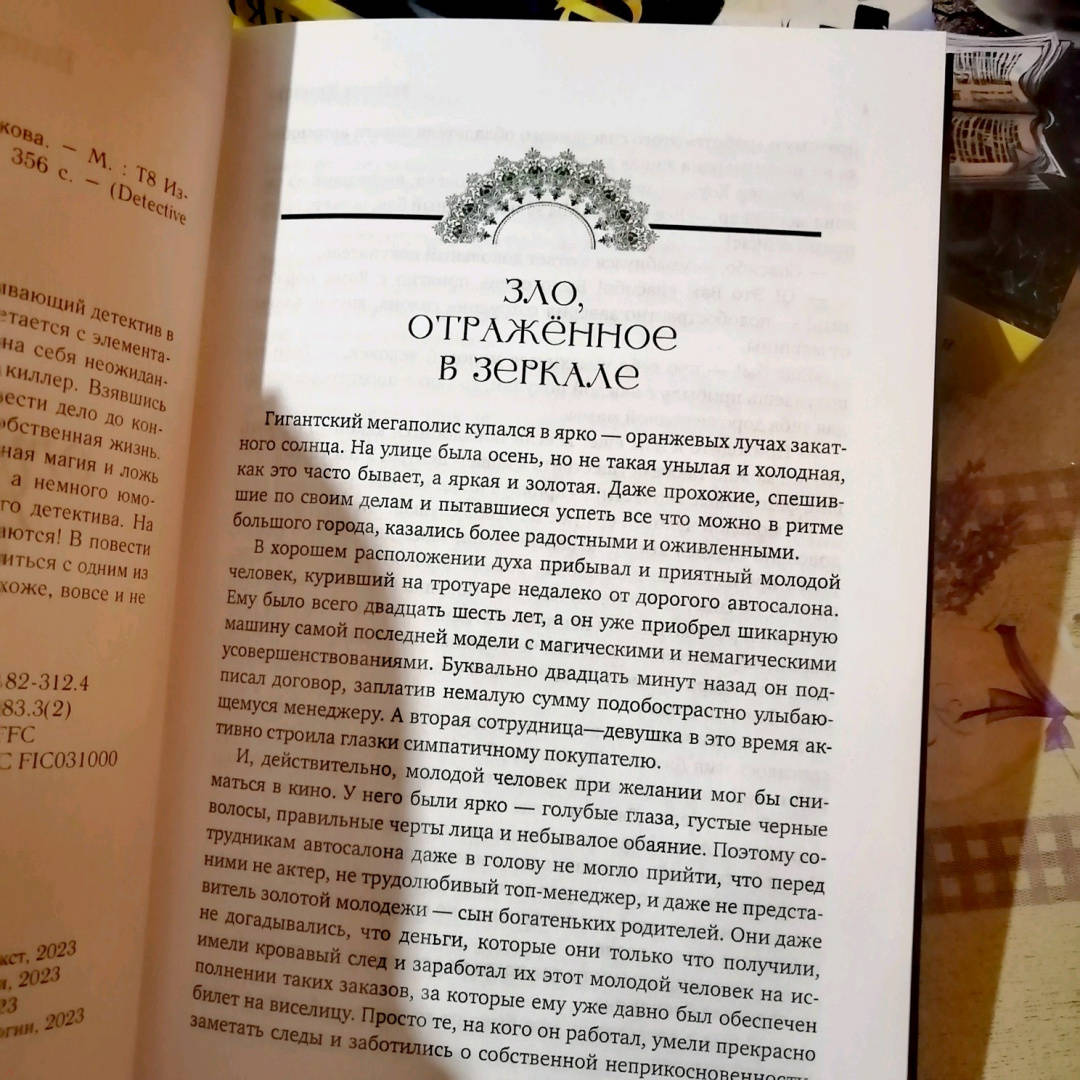 кова. — М. : Т8 Из-
356 с. — (Detective
ывающий детектив в
етается с элемента-
на себя неожидан-
киллер. Взявшись
вести дело до кон-
обственная жизнь.
ная магия и ложь
а немного юмо-
го детектива. На
аются! В повести
иться с одним из
хоже, вовсе и не
82-312.4
83.3(2)
FFC
C FIC031000
кст, 2023
и, 2023
23
огии, 2023
ЗЛО,
ОТРАЖЁННОЕ
В ЗЕРКАЛЕ
Гигантский мегаполис купался в ярко — оранжевых лучах закат-
ного солнца. На улице была осень, но не такая унылая и холодная,
как это часто бывает, а яркая и золотая. Даже прохожие, спешив-
шие по своим делам и пытавшиеся успеть все что можно в ритме
большого города, казались более радостными и оживленными.
В хорошем расположении духа прибывал и приятный молодой
человек, куривший на тротуаре недалеко от дорогого автосалона.
Ему было всего двадцать шесть лет, а он уже приобрел шикарную
машину самой последней модели с магическими и немагическими
усовершенствованиями. Буквально двадцать минут назад он под-
писал договор, заплатив немалую сумму подобострастно улыбаю-
щемуся менеджеру. А вторая сотрудница—девушка в это время ак-
тивно строила глазки симпатичному покупателю.
И, действительно, молодой человек при желании мог бы сни-
маться в кино. У него были ярко — голубые глаза, густые черные
волосы, правильные черты лица и небывалое обаяние. Поэтому со-
трудникам автосалона даже в голову не могло прийти, что перед
ними не актер, не трудолюбивый топ-менеджер, и даже не предста-
витель золотой молодежи — сын богатеньких родителей. Они даже
не догадывались, что деньги, которые они только что получили,
имели кровавый след и заработал их этот молодой человек на ис-
полнении таких заказов, за которые ему уже давно был обеспечен
билет на виселицу. Просто те, на кого он работал, умели прекрасно
заметать следы и заботились о собственной неприкосновенности.